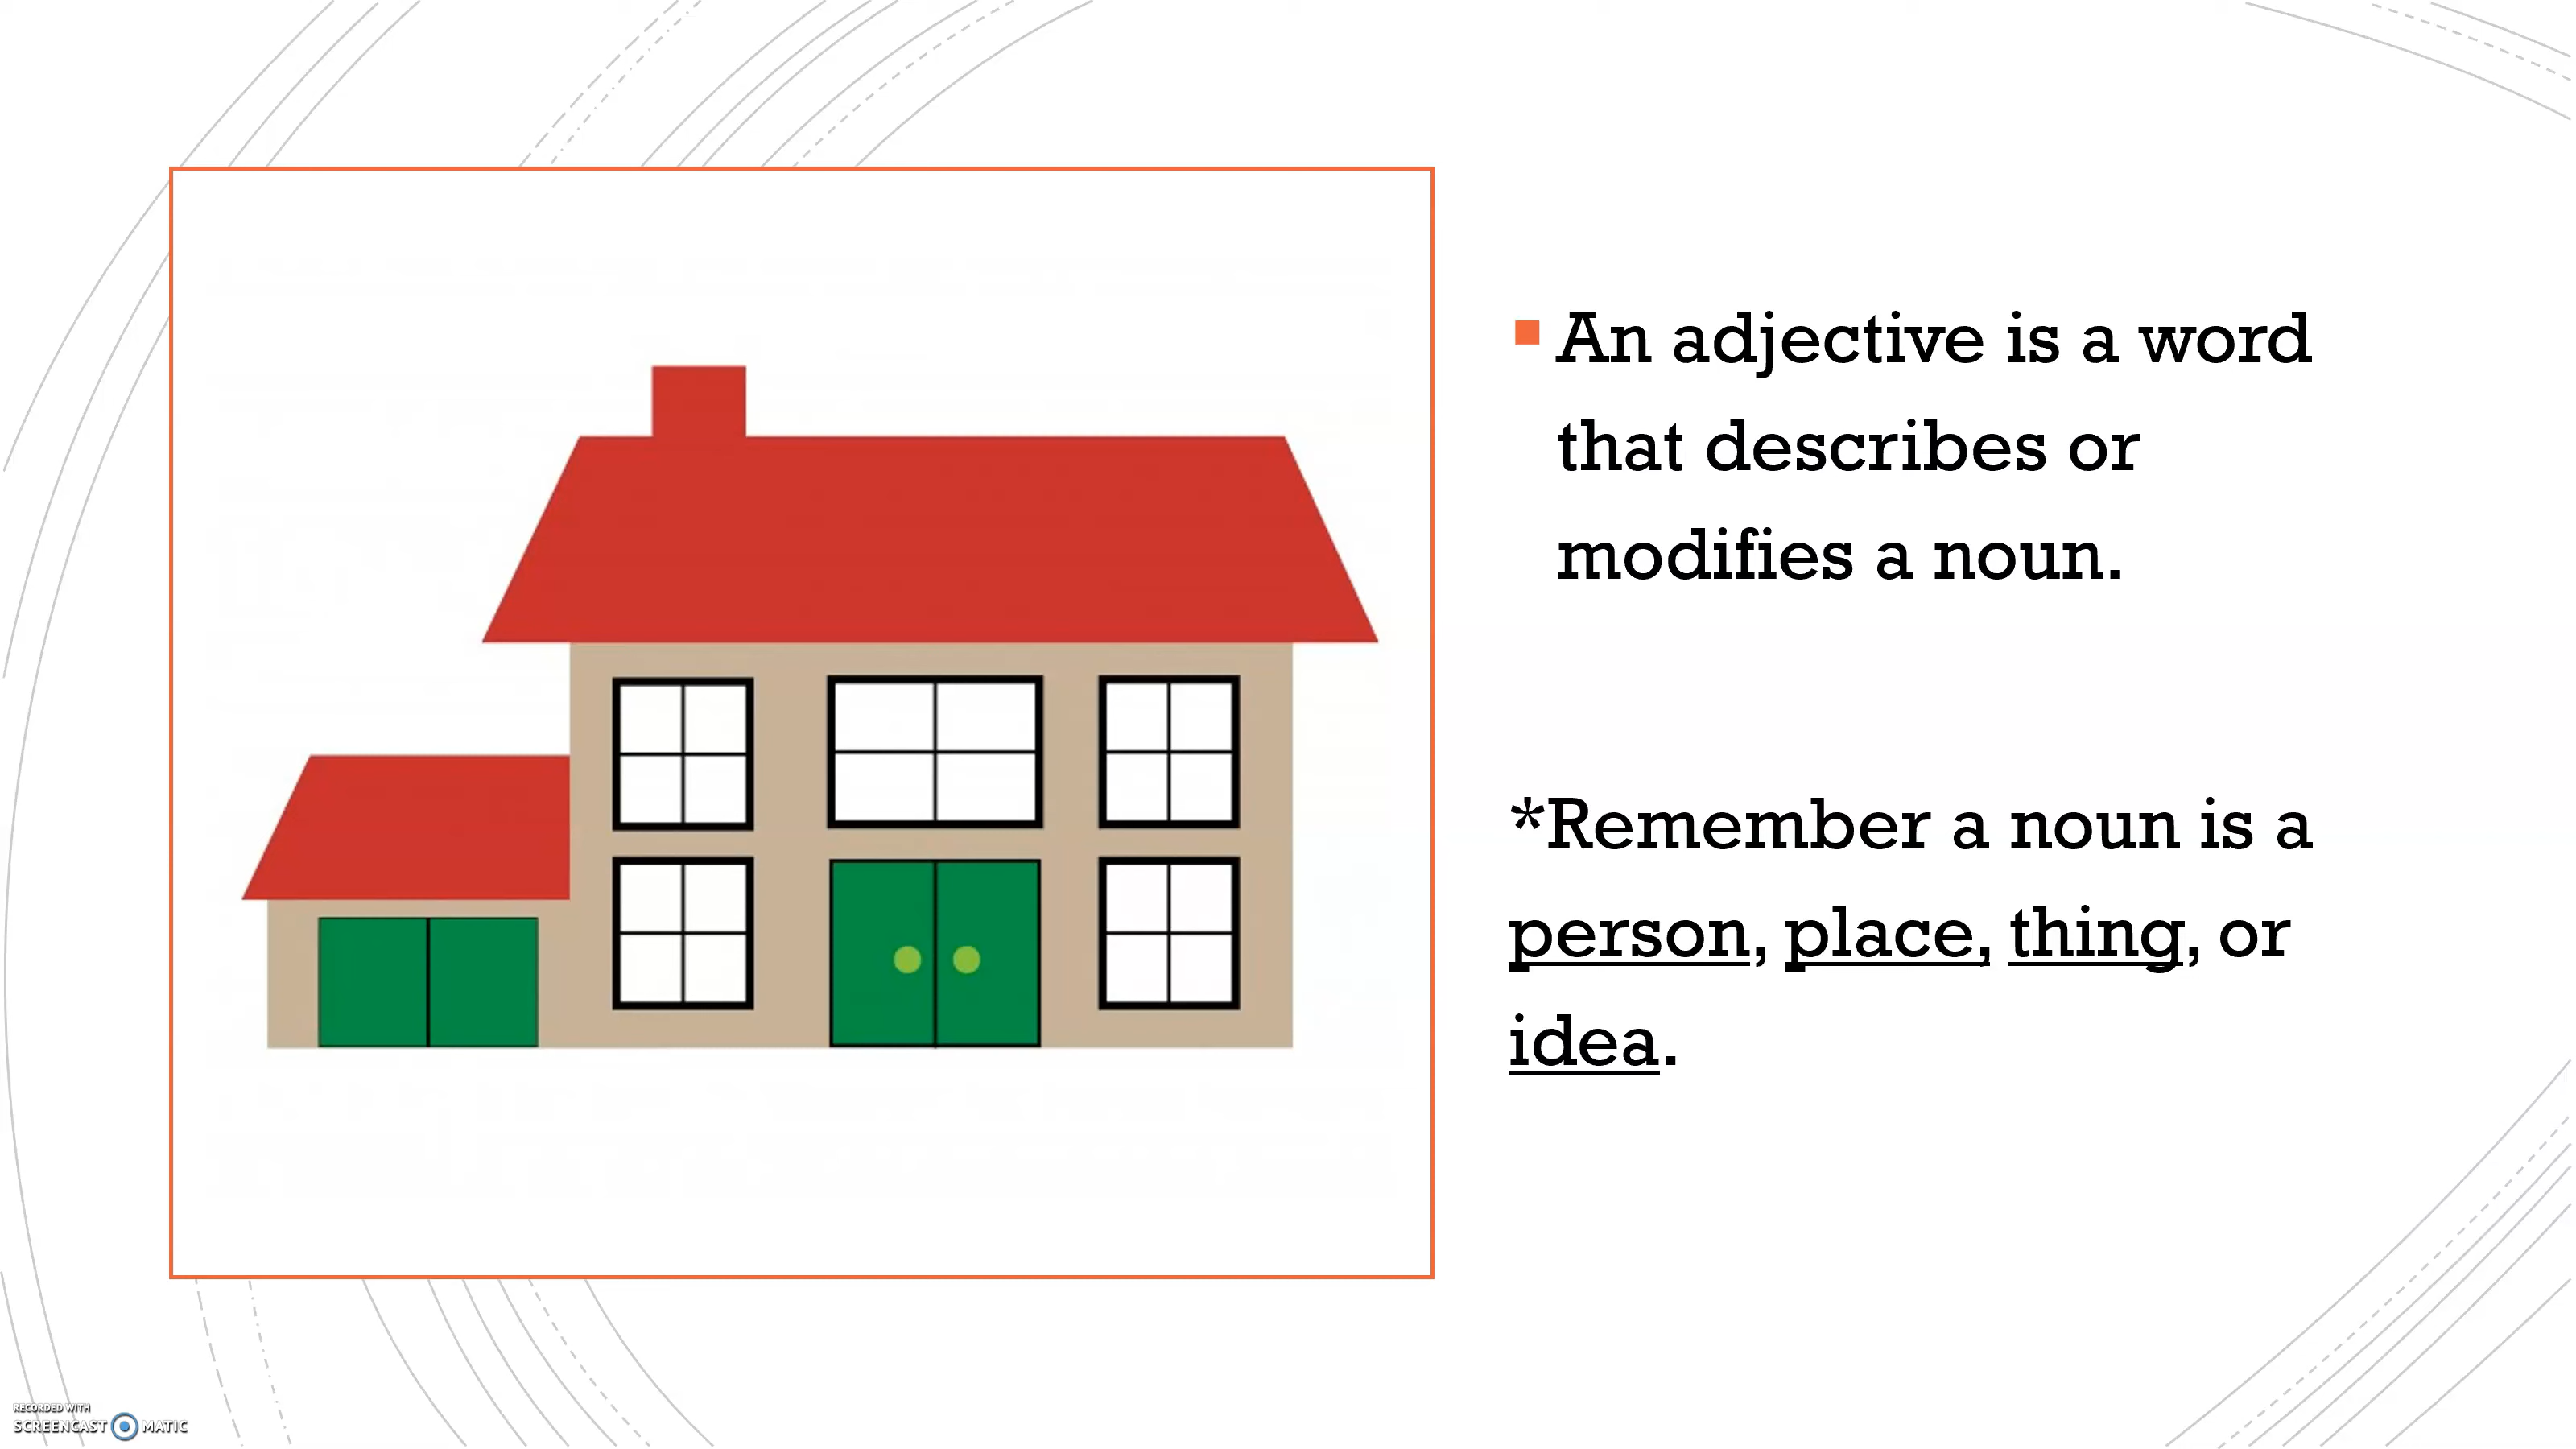 An adjective is a word
that describes or
modifies a noun.
*Remember a noun is a
person, place, thing, or
idea.
RECORDED WITH
SCREENCAST MATIC